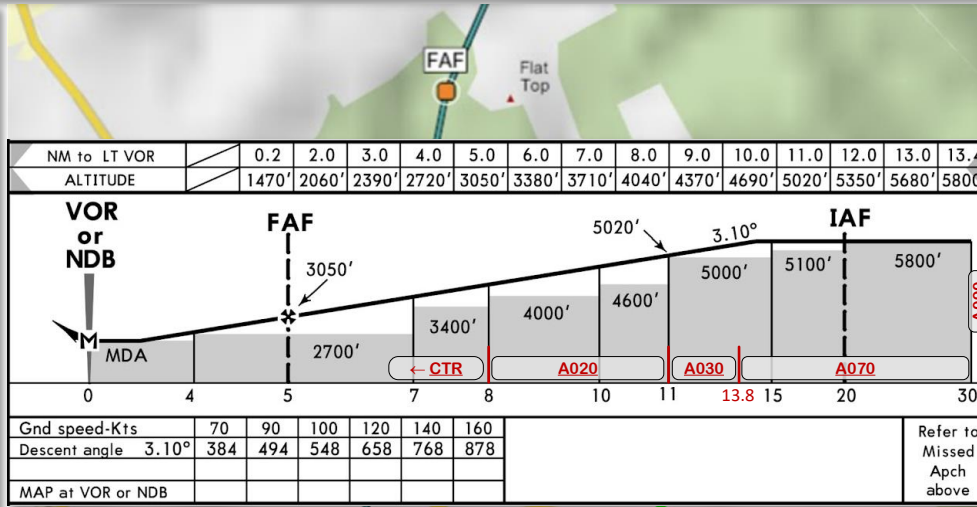 FAF
Flat
Top
NM to LT VOR 0.2 2.0 3.0 4.0 5.0 6.0 7.0 8.0 9.0 10.0 11.0 12.0 13.0 13.4
ALTITUDE 1470' 2060' 2390' 2720' 3050' 3380' 3710' 4040' 4370' 4690' 5020' 5350' 5680' 5800'
VOR
or
NDB
FAF
IAF
5020'
3.10°
3050'
5000'
5100'
5800'
4600'
4000'
3400'
2700'
M
MDA
← CTR
A020
A030
A070
0 4 5 7 8 10 11 13.8 15 20 30
Gnd speed-Kts 70 90 100 120 140 160
Descent angle 3.10° 384 494 548 658 768 878
MAP at VOR or NDB
Refer to
Missed
Apch
above